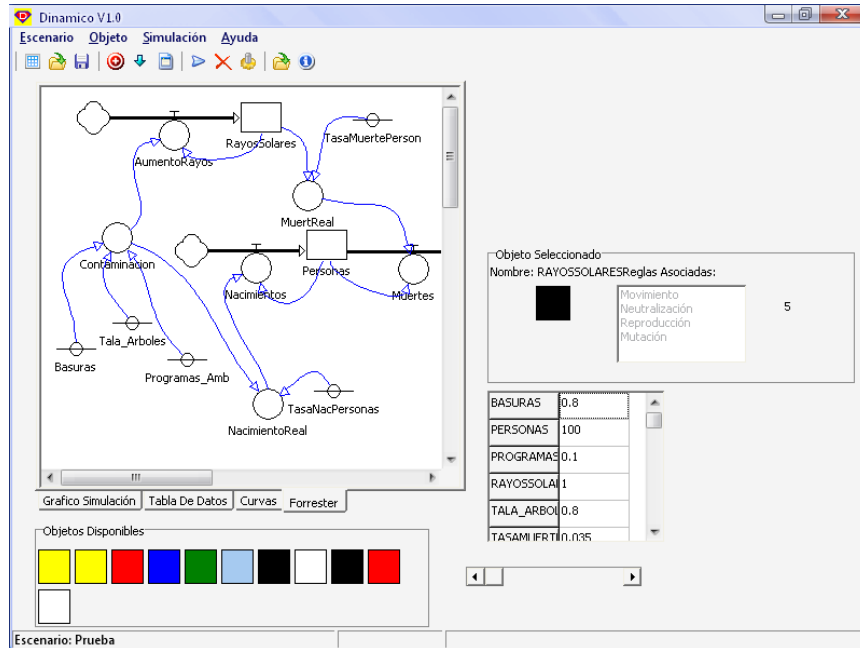 Dinamico V1.0
Escenario Objeto Simulación Ayuda
RayosSolares
TasaMuertePerson
AumentoRayos
MuertReal
Contaminacion
Personas
Nacimientos
Muertes
Tala_Arboles
Basuras
Programas_Amb
TasaNacPersonas
NacimientoReal
Grafico Simulación Tabla De Datos Curvas Forrester
Objetos Disponibles
Objeto Seleccionado
Nombre: RAYOSSOLARESReglas Asociadas:
Movimiento
Neutralización
Reproducción
Mutación
5
BASURAS 0.8
PERSONAS 100
PROGRAMAS 0.1
RAYOSSOLAI 1
TALA_ARBOL 0.8
TASAMUERTI 0.035
Escenario: Prueba